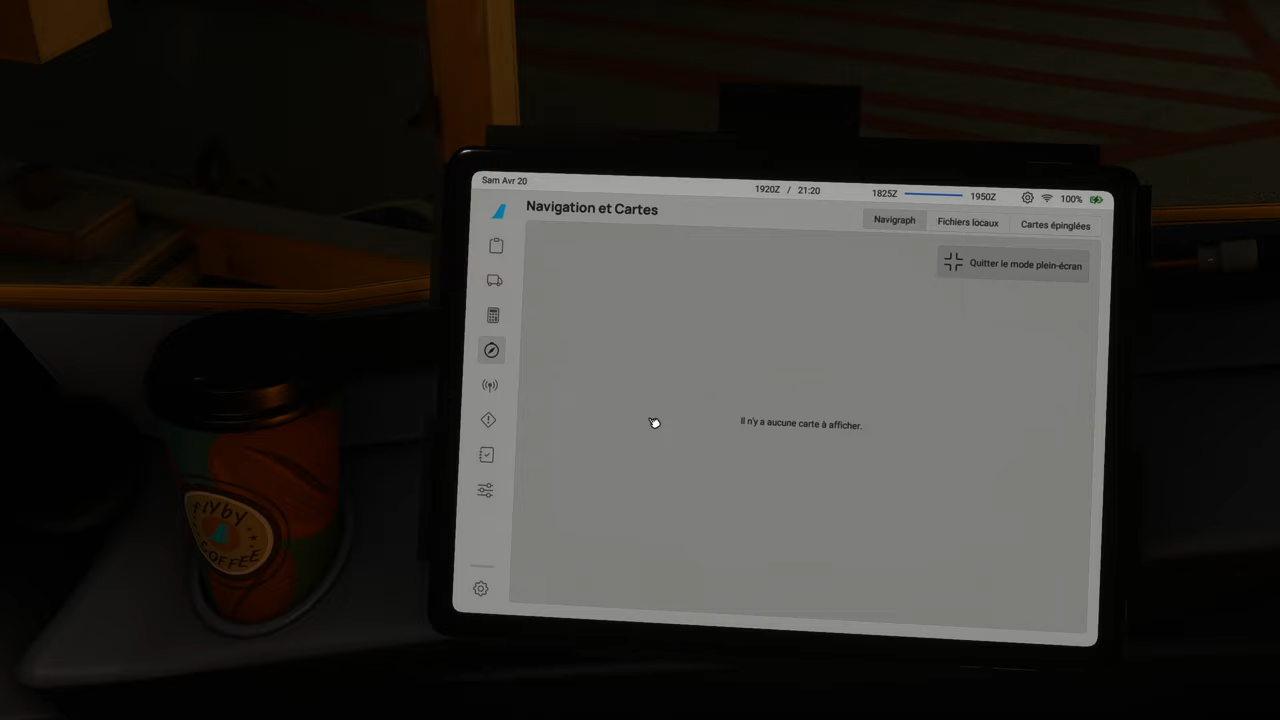 Sam Avr 20
1920Z / 21:20
1825Z
1950Z
100%
Navigation et Cartes
Navigraph
Fichiers locaux
Cartes épinglées
Quitter le mode plein-écran
Il n'y a aucune carte à afficher.
FlyBy
COFFEE